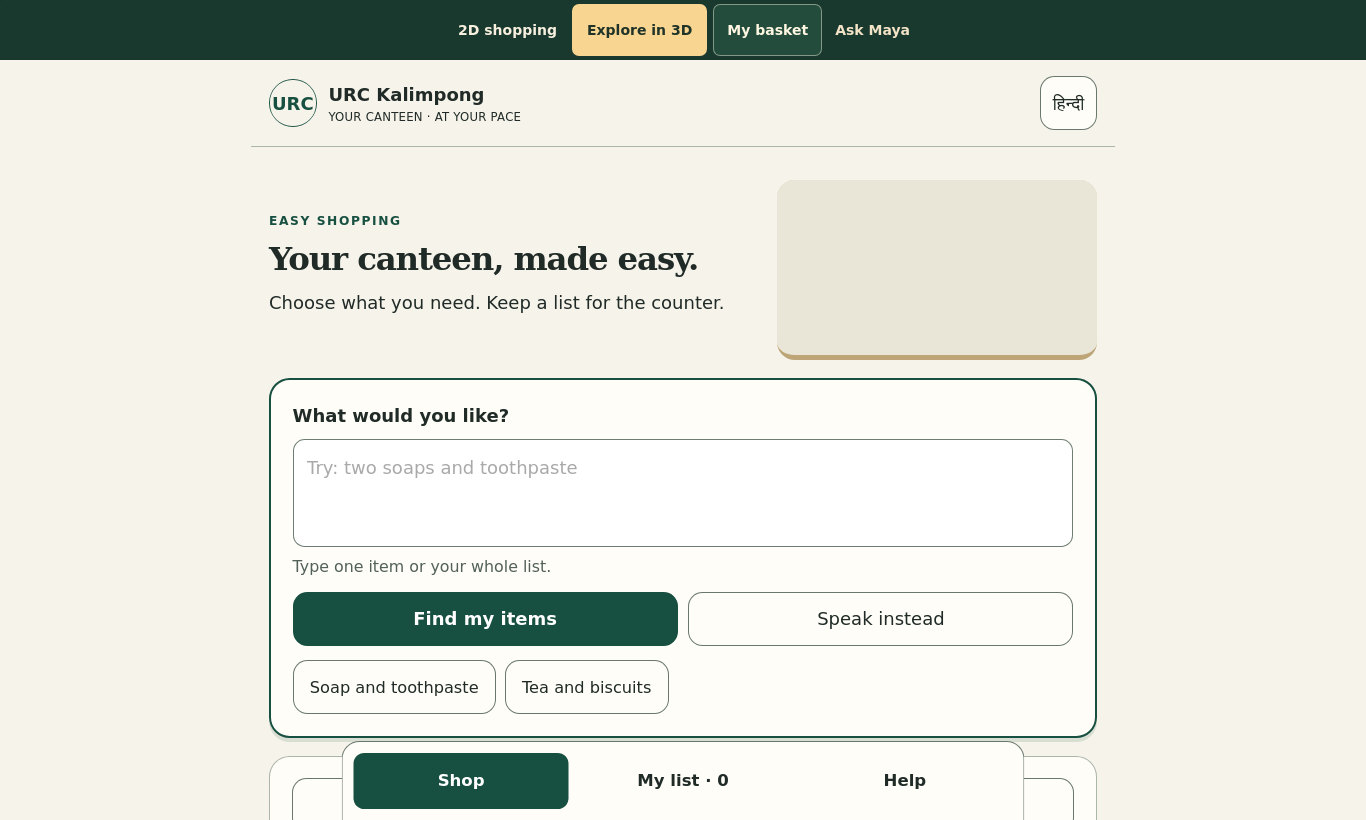 2D shopping
Explore in 3D
My basket
Ask Maya
URC
URC Kalimpong
YOUR CANTEEN · AT YOUR PACE
हिन्दी
EASY SHOPPING
Your canteen, made easy.
Choose what you need. Keep a list for the counter.
What would you like?
Try: two soaps and toothpaste
Type one item or your whole list.
Find my items
Speak instead
Soap and toothpaste
Tea and biscuits
Shop
My list · 0
Help